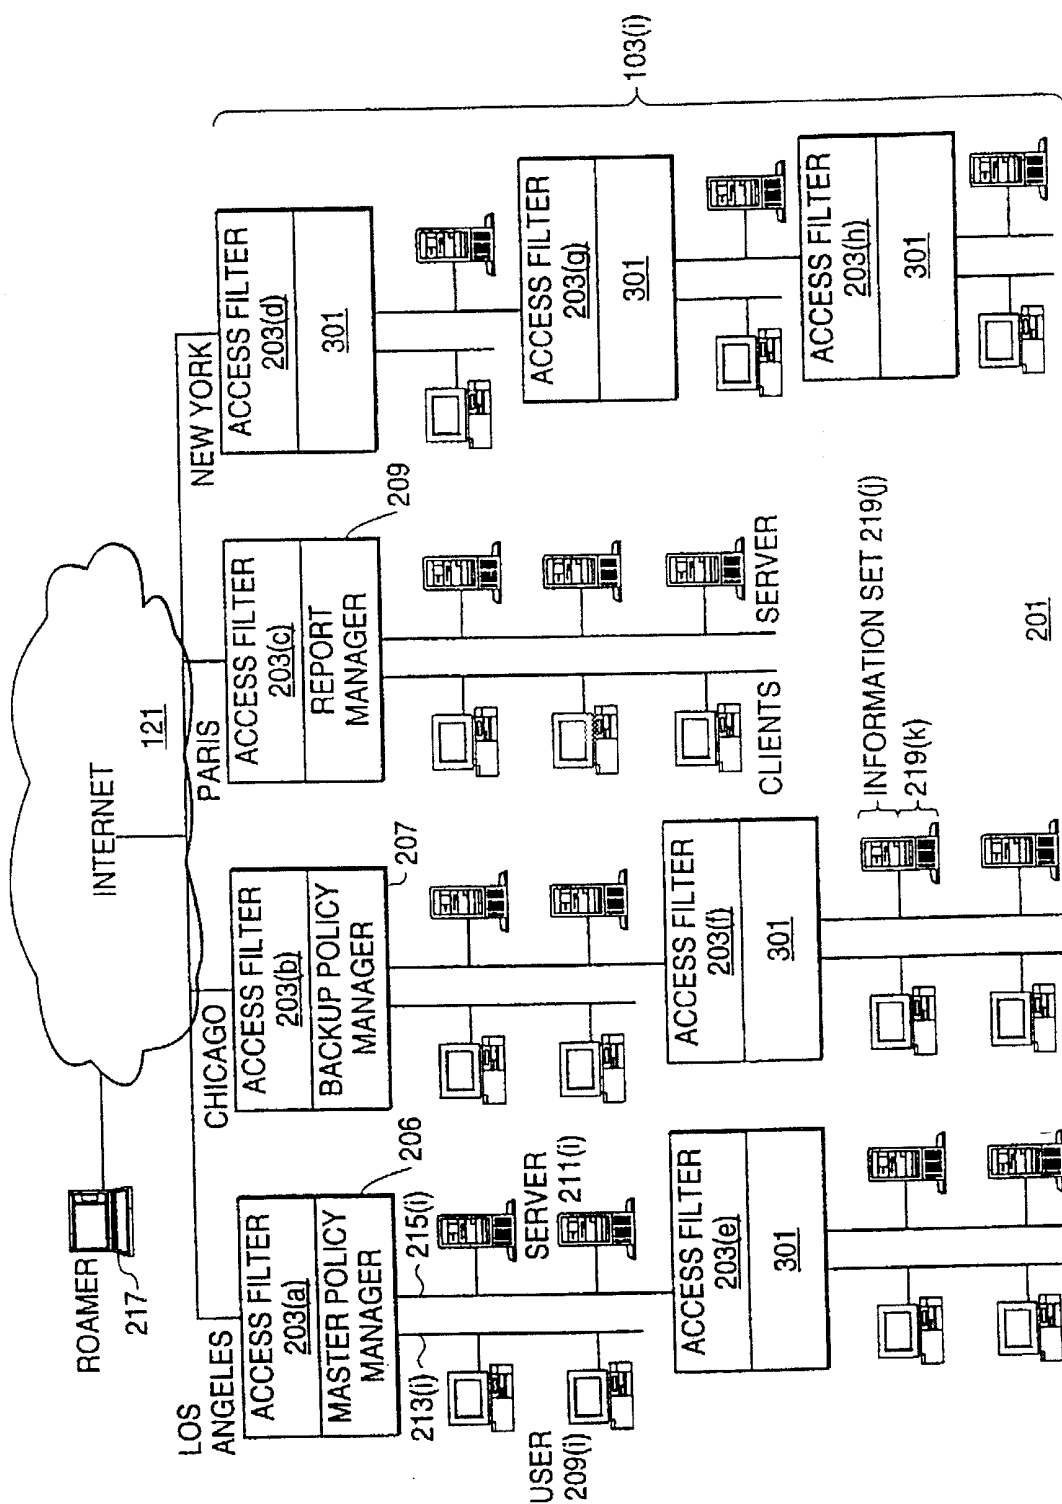 ROAMER
217
INTERNET
121
LOS
ANGELES
CHICAGO
PARIS
NEW YORK
ACCESS FILTER
203(a)
MASTER POLICY
MANAGER
206
213(i)
215(i)
USER
209(i)
SERVER
211(i)
ACCESS FILTER
203(e)
301
ACCESS FILTER
203(b)
BACKUP POLICY
MANAGER
207
ACCESS FILTER
203(f)
301
INFORMATION SET 219(j)
219(k)
ACCESS FILTER
203(c)
REPORT
MANAGER
209
CLIENTS
SERVER
ACCESS FILTER
203(d)
301
ACCESS FILTER
203(g)
301
ACCESS FILTER
203(h)
301
103(i)
201